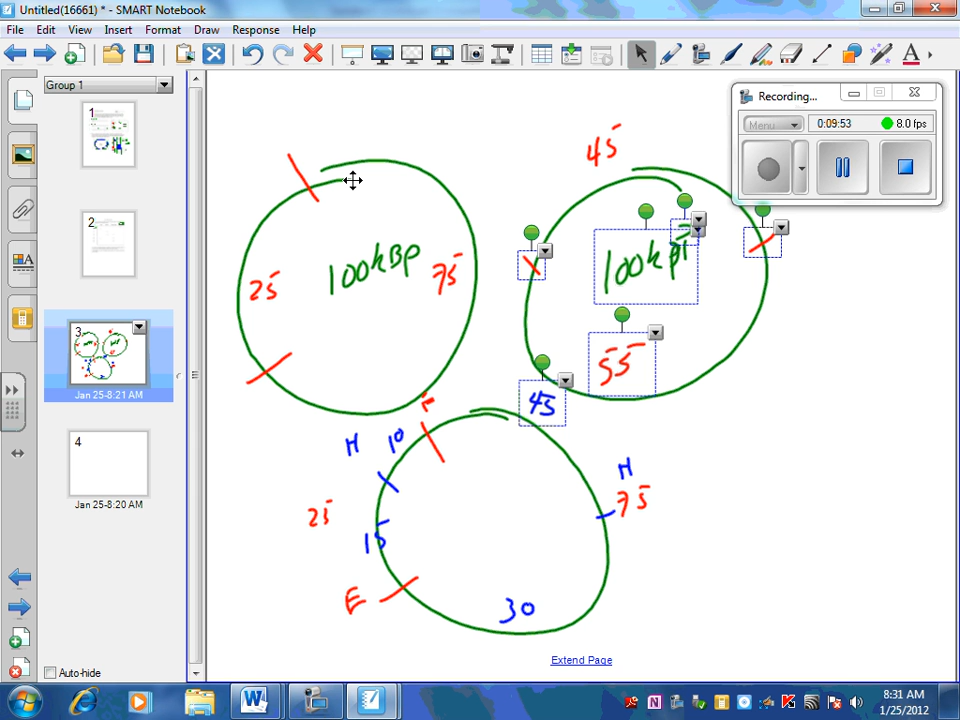 Untitled(16661) * - SMART Notebook
File Edit View Insert Format Draw Response Help
Group 1
Recording...
Menu
0:09:53
8.0 fps
1
2
3
Jan 25-8:21 AM
4
Jan 25-8:20 AM
Auto-hide
45
100kBp
25
75
100kp
55
45
H
10
E
H
25
75
15
E
30
Extend Page
8:31 AM
1/25/2012